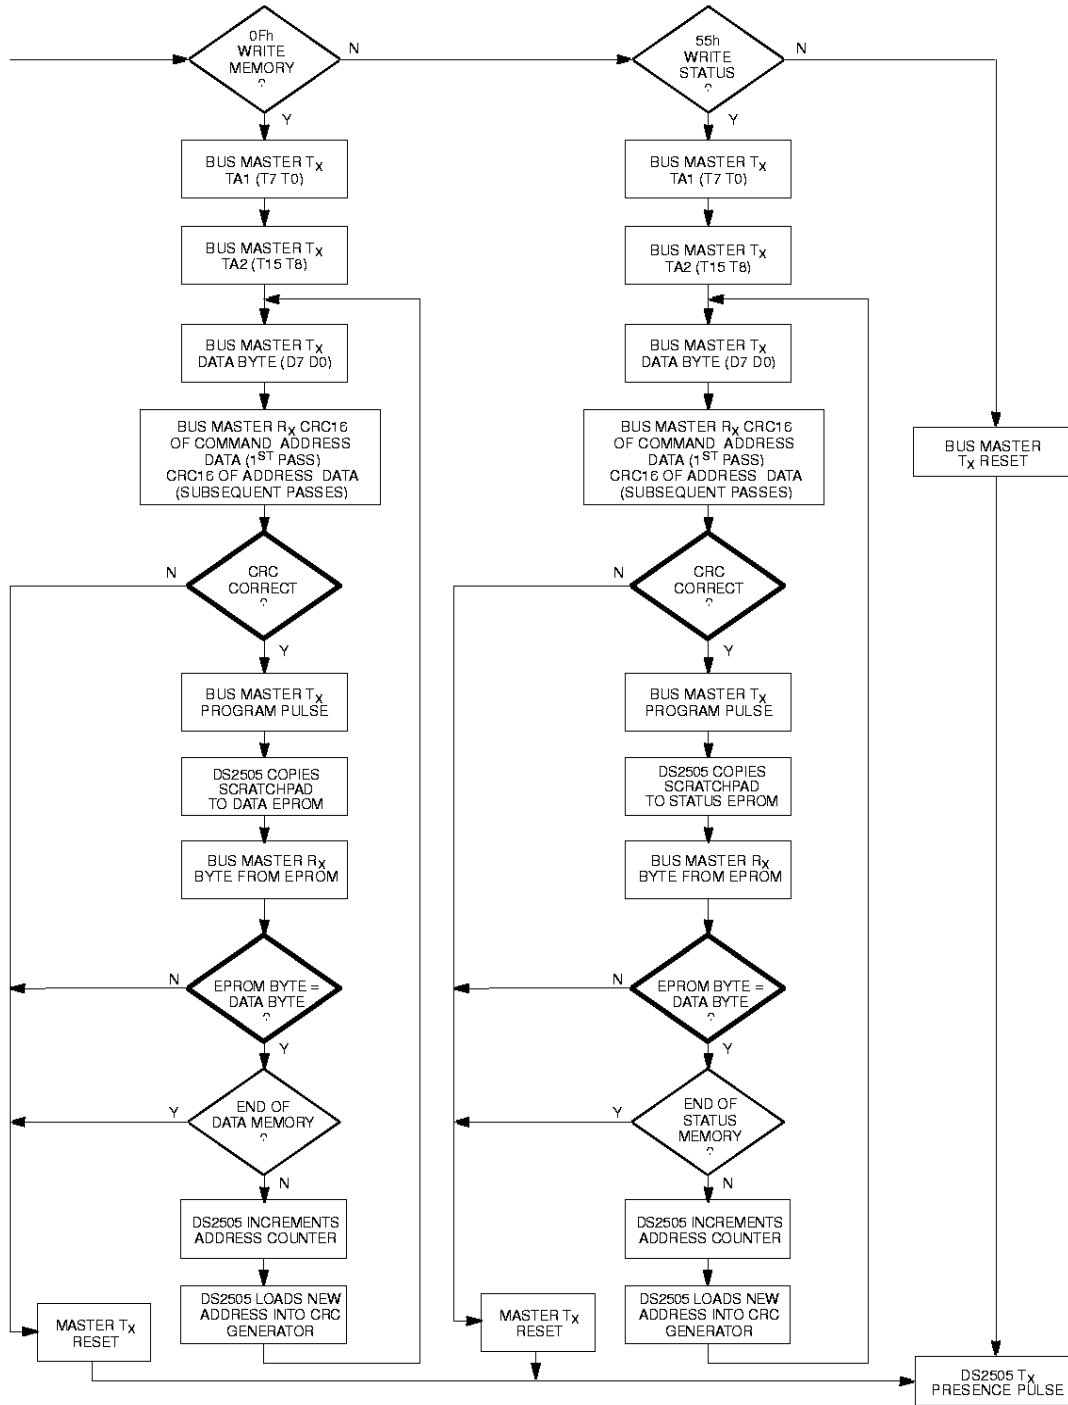 0Fh
WRITE
MEMORY
?
N
Y
BUS MASTER TX
TA1 (T7 T0)
BUS MASTER TX
TA2 (T15 T8)
BUS MASTER TX
DATA BYTE (D7 D0)
BUS MASTER RX CRC16
OF COMMAND ADDRESS
DATA (1ST PASS)
CRC16 OF ADDRESS DATA
(SUBSEQUENT PASSES)
CRC
CORRECT
?
N
Y
BUS MASTER TX
PROGRAM PULSE
DS2505 COPIES
SCRATCHPAD
TO DATA EPROM
BUS MASTER RX
BYTE FROM EPROM
EPROM BYTE =
DATA BYTE
?
N
Y
END OF
DATA MEMORY
?
Y
N
DS2505 INCREMENTS
ADDRESS COUNTER
DS2505 LOADS NEW
ADDRESS INTO CRC
GENERATOR
MASTER TX
RESET
55h
WRITE
STATUS
?
N
Y
BUS MASTER TX
TA1 (T7 T0)
BUS MASTER TX
TA2 (T15 T8)
BUS MASTER TX
DATA BYTE (D7 D0)
BUS MASTER RX CRC16
OF COMMAND ADDRESS
DATA (1ST PASS)
CRC16 OF ADDRESS DATA
(SUBSEQUENT PASSES)
CRC
CORRECT
?
N
Y
BUS MASTER TX
PROGRAM PULSE
DS2505 COPIES
SCRATCHPAD
TO STATUS EPROM
BUS MASTER RX
BYTE FROM EPROM
EPROM BYTE =
DATA BYTE
?
N
Y
END OF
STATUS
MEMORY
?
Y
N
DS2505 INCREMENTS
ADDRESS COUNTER
DS2505 LOADS NEW
ADDRESS INTO CRC
GENERATOR
MASTER TX
RESET
BUS MASTER
TX RESET
DS2505 TX
PRESENCE PULSE